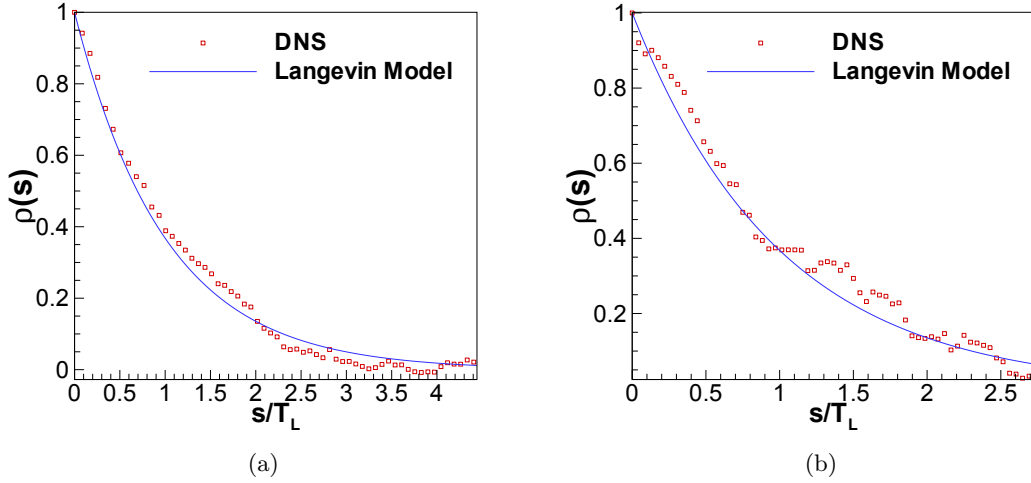 1
0.8
0.6
0.4
0.2
0
ρ(s)
0 0.5 1 1.5 2 2.5 3 3.5 4
s/T_L
DNS
Langevin Model
(a)
1
0.8
0.6
0.4
0.2
ρ(s)
0 0.5 1 1.5 2 2.5
s/T_L
DNS
Langevin Model
(b)